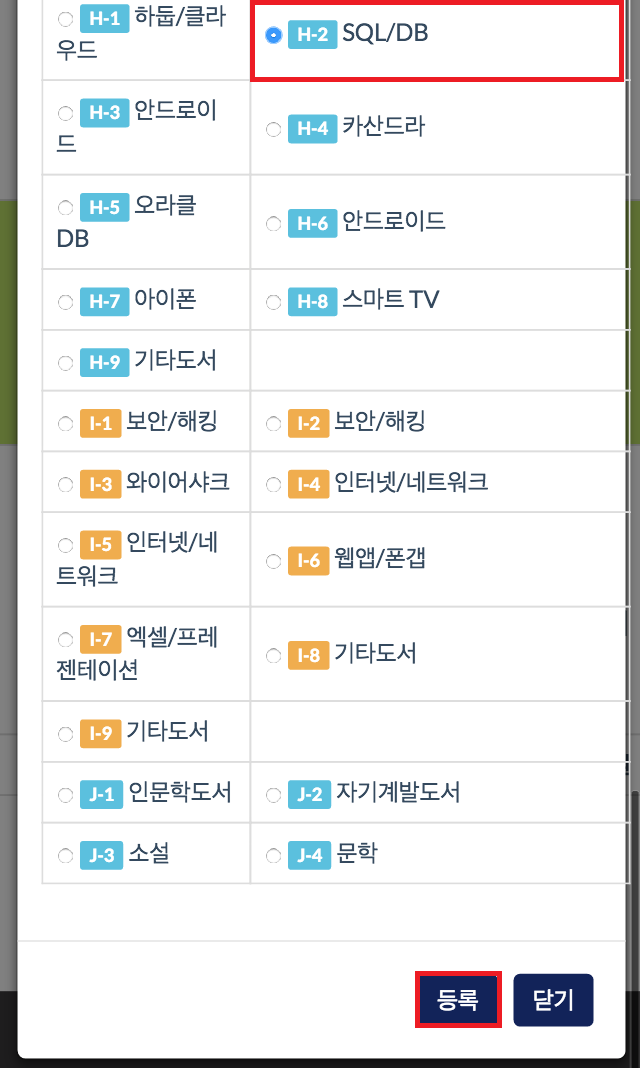 H-1 하둡/클라
우드
H-2 SQL/DB
H-3 안드로이
드
H-4 카산드라
H-5 오라클
DB
H-6 안드로이드
H-7 아이폰
H-8 스마트 TV
H-9 기타도서
I-1 보안/해킹
I-2 보안/해킹
I-3 와이어샤크
I-4 인터넷/네트워크
I-5 인터넷/네
트워크
I-6 웹앱/폰갭
I-7 엑셀/프레
젠테이션
I-8 기타도서
I-9 기타도서
J-1 인문학도서
J-2 자기계발도서
J-3 소설
J-4 문학
등록
닫기